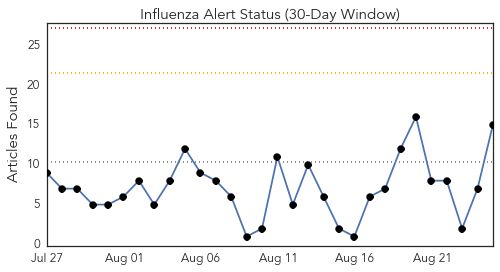 Influenza Alert Status (30-Day Window)
Articles Found
25
20
15
10
5
0
Jul 27 Aug 01 Aug 06 Aug 11 Aug 16 Aug 21